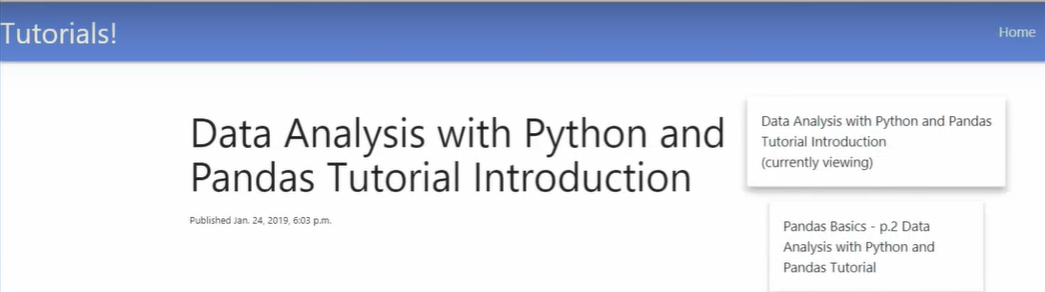 Tutorials!
Home
Data Analysis with Python and
Pandas Tutorial Introduction
Published Jan. 24, 2019, 6:03 p.m.
Data Analysis with Python and Pandas
Tutorial Introduction
(currently viewing)
Pandas Basics - p.2 Data
Analysis with Python and
Pandas Tutorial